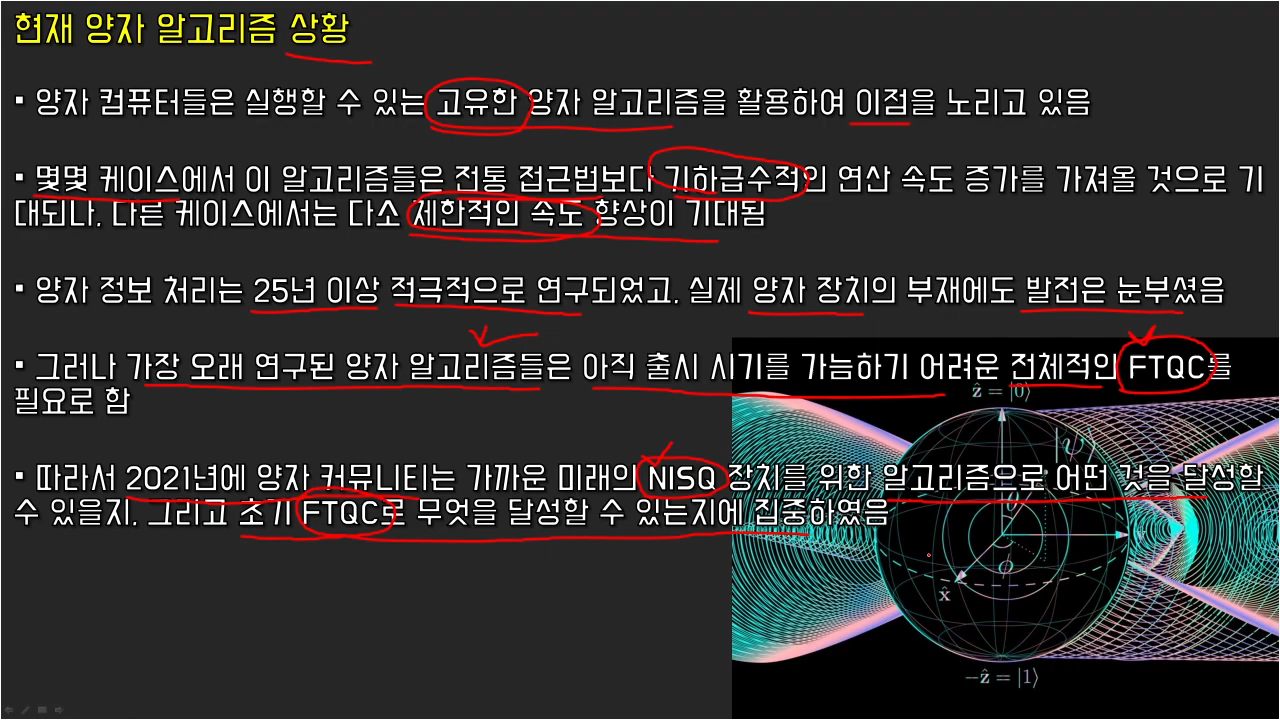 현재 양자 알고리즘 상황
▪ 양자 컴퓨터들은 실행할 수 있는 고유한 양자 알고리즘을 활용하여 이점을 노리고 있음
▪ 몇몇 케이스에서 이 알고리즘들은 전통 접근법보다 기하급수적인 연산 속도 증가를 가져올 것으로 기
대되나, 다른 케이스에서는 다소 제한적인 속도 향상이 기대됨
▪ 양자 정보 처리는 25년 이상 적극적으로 연구되었고, 실제 양자 장치의 부재에도 발전은 눈부셨음
▪ 그러나 가장 오래 연구된 양자 알고리즘들은 아직 출시 시기를 가늠하기 어려운 전체적인 FTQC를
필요로 함
▪ 따라서 2021년에 양자 커뮤니티는 가까운 미래의 NISQ 장치를 위한 알고리즘으로 어떤 것을 달성할
수 있을지, 그리고 초기 FTQC로 무엇을 달성할 수 있는지에 집중하였음
ẑ = |0⟩
|ψ⟩
θ
y
φ
x̂
-ẑ = |1⟩